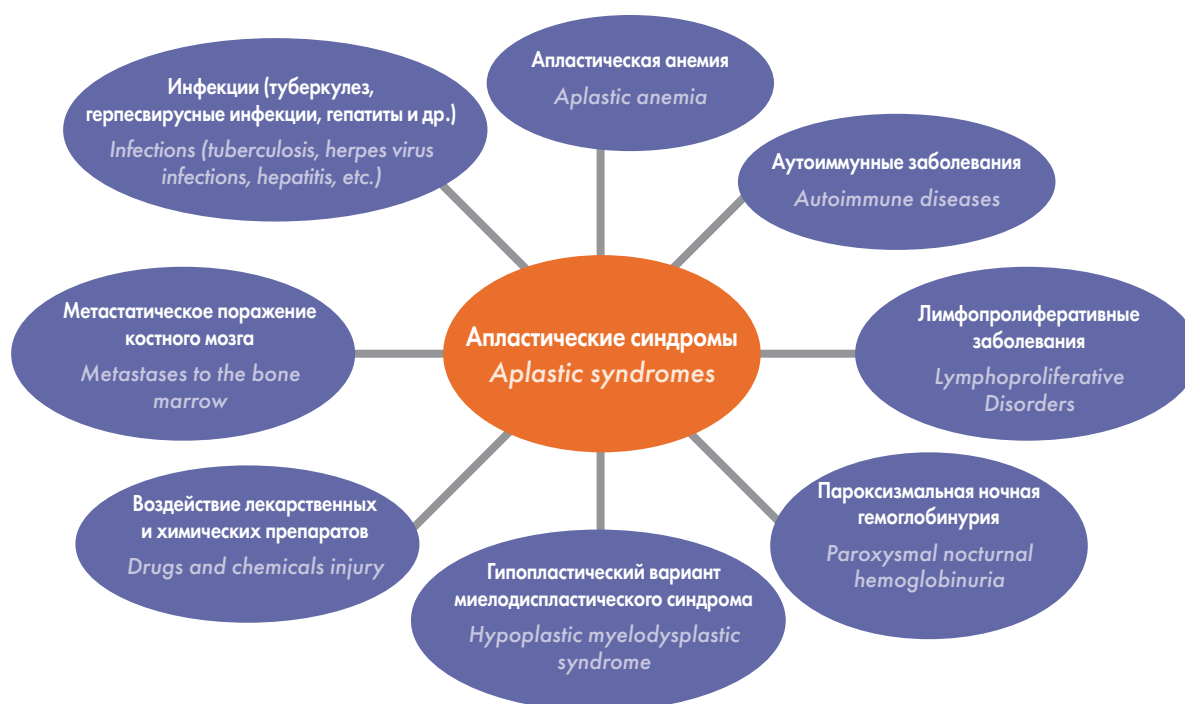 Апластическая анемия
Aplastic anemia
Инфекции (туберкулез,
герпесвирусные инфекции, гепатиты и др.)
Infections (tuberculosis, herpes virus
infections, hepatitis, etc.)
Аутоиммунные заболевания
Autoimmune diseases
Метастатическое поражение
костного мозга
Metastases to the bone
marrow
Апластические синдромы
Aplastic syndromes
Лимфопролиферативные
заболевания
Lymphoproliferative
Disorders
Воздействие лекарственных
и химических препаратов
Drugs and chemicals injury
Гипопластический вариант
миелодиспластического синдрома
Hypoplastic myelodysplastic
syndrome
Пароксизмальная ночная
гемоглобинурия
Paroxysmal nocturnal
hemoglobinuria